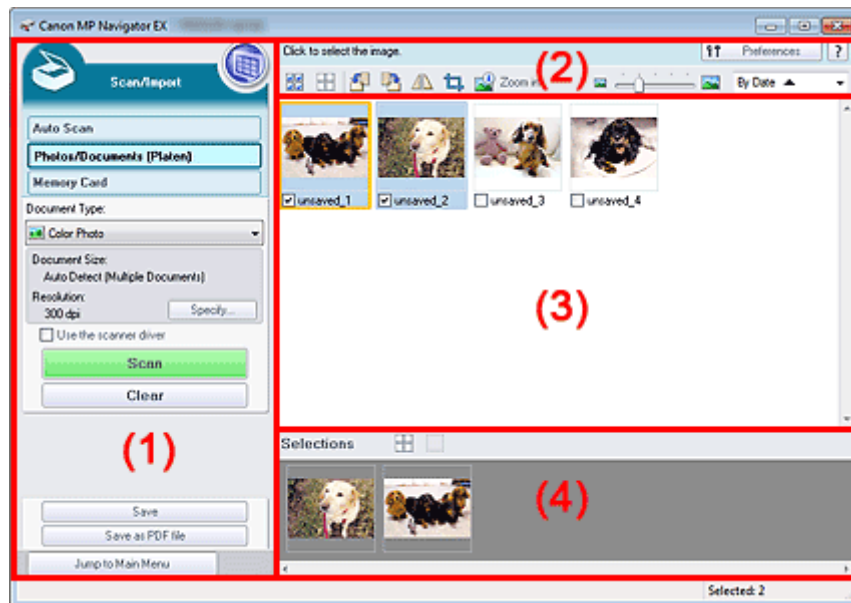 Canon MP Navigator EX
Scan/Import
Auto Scan
Photos/Documents (Platen)
Memory Card
Document Type:
Color Photo
Document Size:
Auto Detect (Multiple Documents)
Resolution:
300 dpi
Specify...
Use the scanner driver
Scan
Clear
(1)
Save
Save as PDF file
Jump to Main Menu
Click to select the image.
Preferences
?
Zoom in
(2)
By Date
unsaved_1
unsaved_2
unsaved_3
unsaved_4
(3)
Selections
(4)
Selected: 2